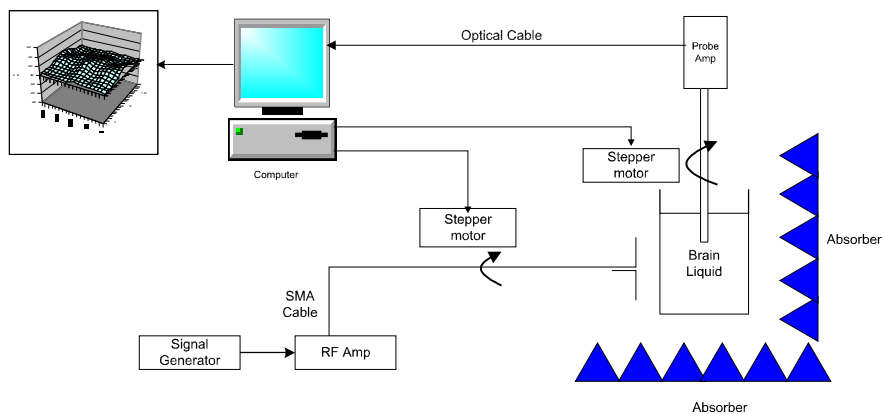 Optical Cable
Probe
Amp
Computer
Stepper
motor
Stepper
motor
Absorber
Brain
Liquid
SMA
Cable
Signal
Generator
RF Amp
Absorber